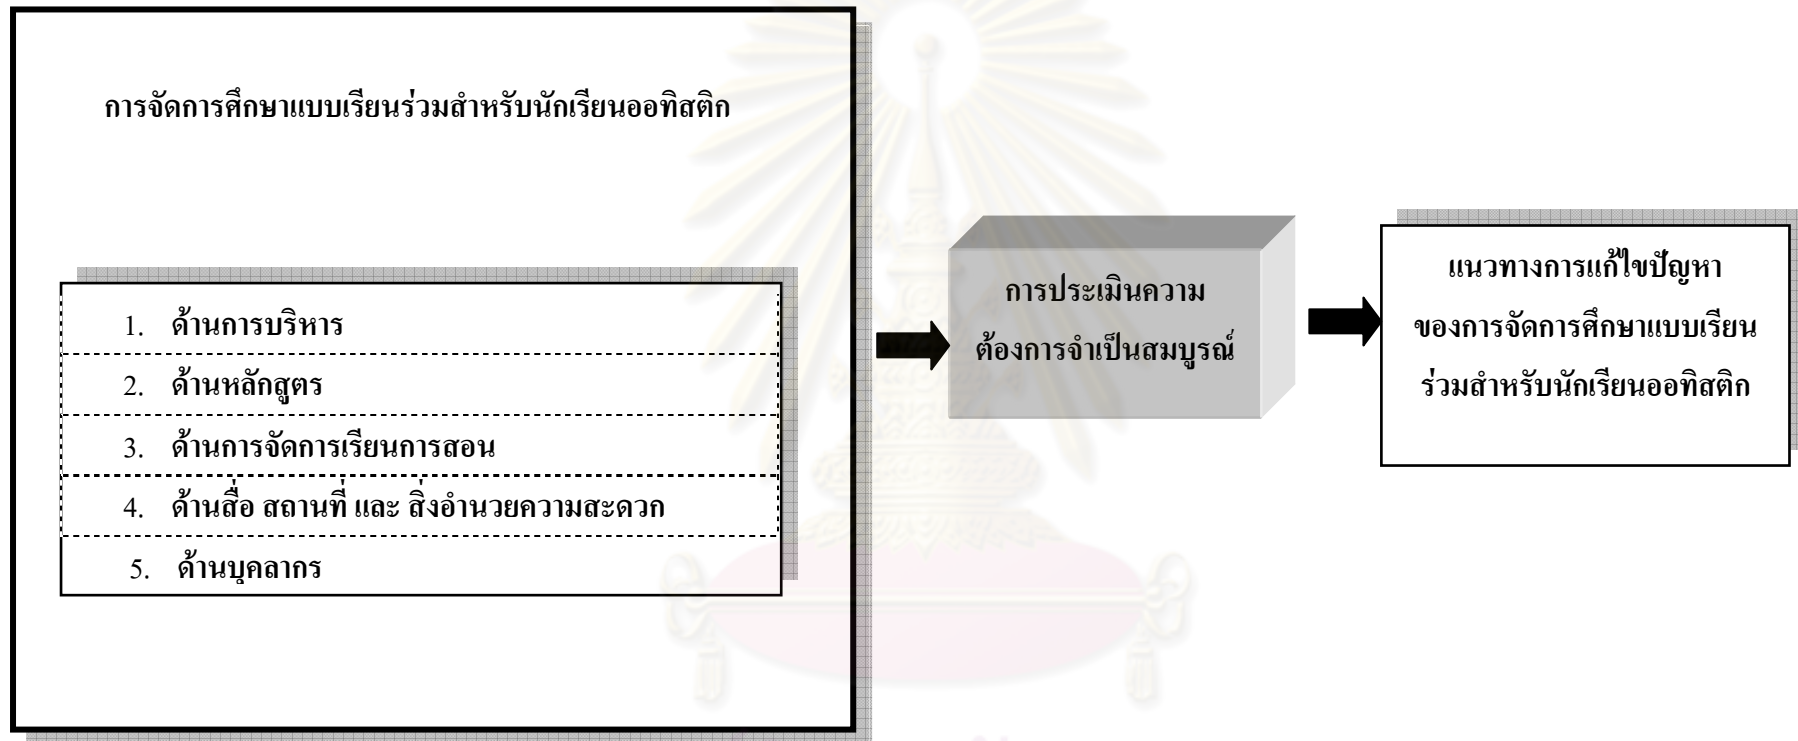 การจัดการศึกษาแบบเรียนร่วมสำหรับนักเรียนออทิสติก
1. ด้านการบริหาร
2. ด้านหลักสูตร
3. ด้านการจัดการเรียนการสอน
4. ด้านสื่อ สถานที่ และ สิ่งอำนวยความสะดวก
5. ด้านบุคลากร
การประเมินความ
ต้องการจำเป็นสมบูรณ์
แนวทางการแก้ไขปัญหา
ของการจัดการศึกษาแบบเรียน
ร่วมสำหรับนักเรียนออทิสติก